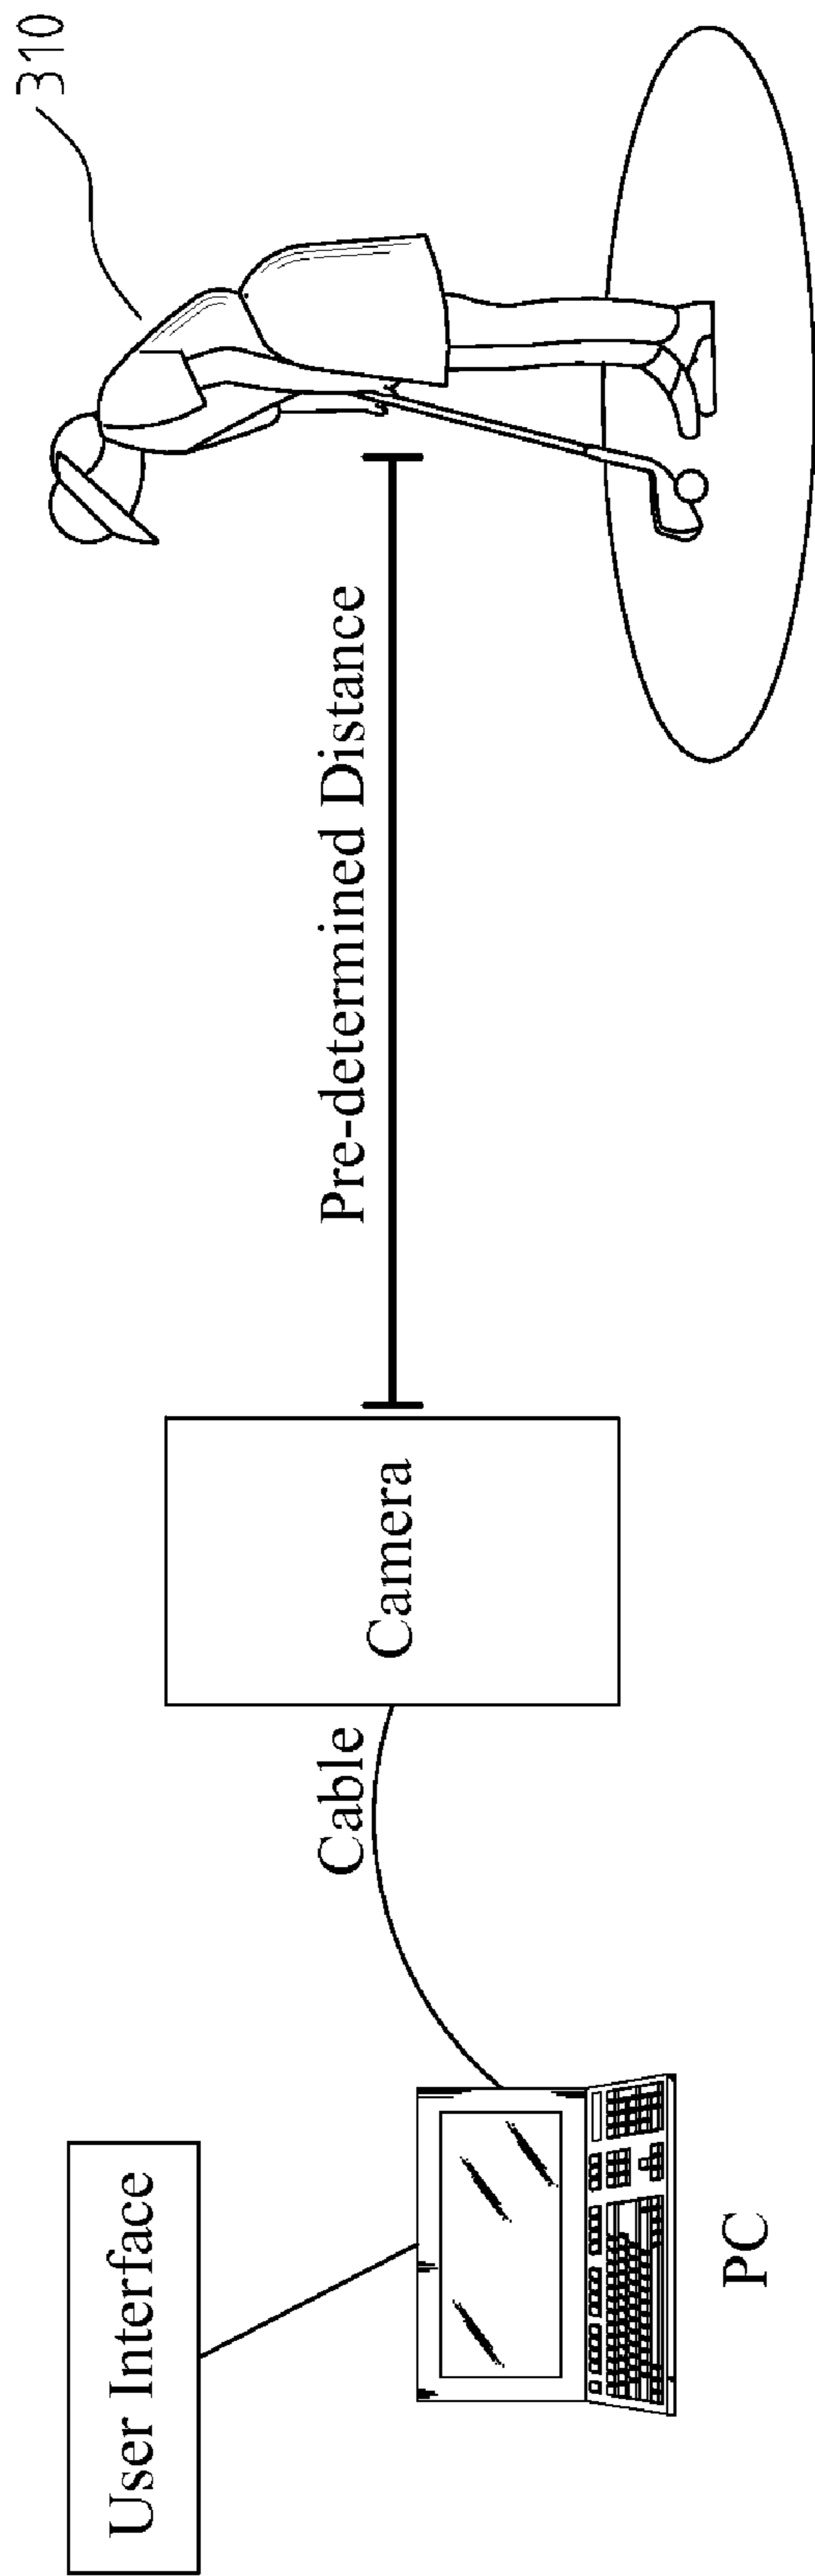 User Interface
PC
Cable
Camera
Pre-determined Distance
310